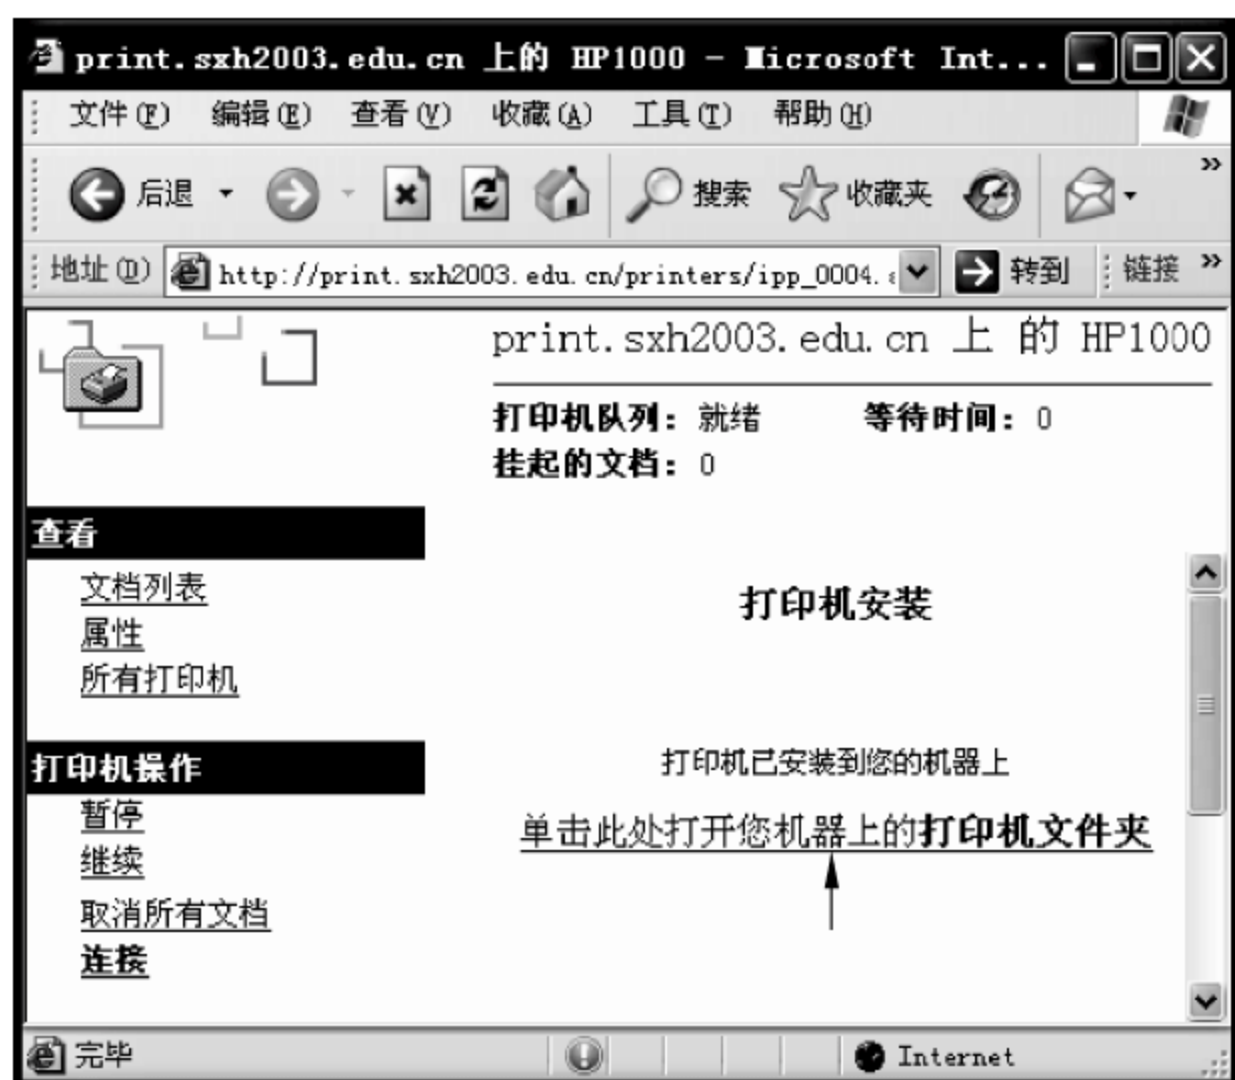 print.sxh2003.edu.cn 上的 HP1000 - Microsoft Int...
文件(F) 编辑(E) 查看(V) 收藏(A) 工具(T) 帮助(H)
后退 搜索 收藏夹 »
地址(D) http://print.sxh2003.edu.cn/printers/ipp_0004. 转到 链接 »
print.sxh2003.edu.cn 上 的 HP1000
打印机队列: 就绪 等待时间: 0
挂起的文档: 0
查看
文档列表
属性
所有打印机
打印机操作
暂停
继续
取消所有文档
连接
打印机安装
打印机已安装到您的机器上
单击此处打开您机器上的打印机文件夹
完毕 Internet